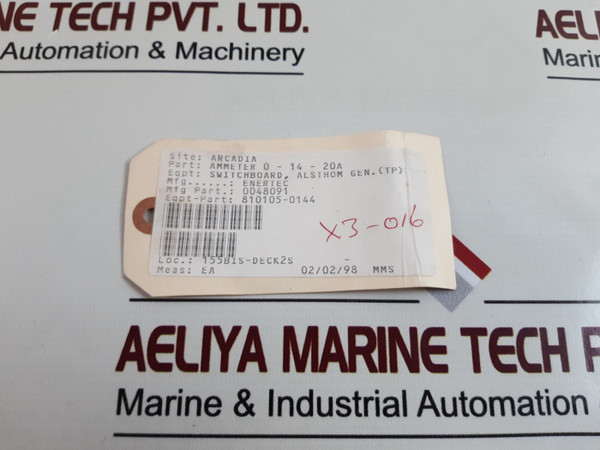 NE TECH PVT. LTD.
Automation & Machinery
AELI
Marin
Site: ARCADIA
Part: AMMETER 0 - 14 - 20A
Eqpt: SWITCHBOARD, ALSTHOM GEN.(TP)
Mfg.....: ENERTEC
Mfg Part.: 0048091
Eqpt-Part: 810105-0144
X3-016
Loc.: 155BIS-DECK2S -
Meas: EA 02/02/98 MMS
AELIYA MARINE TECH P
Marine & Industrial Automation